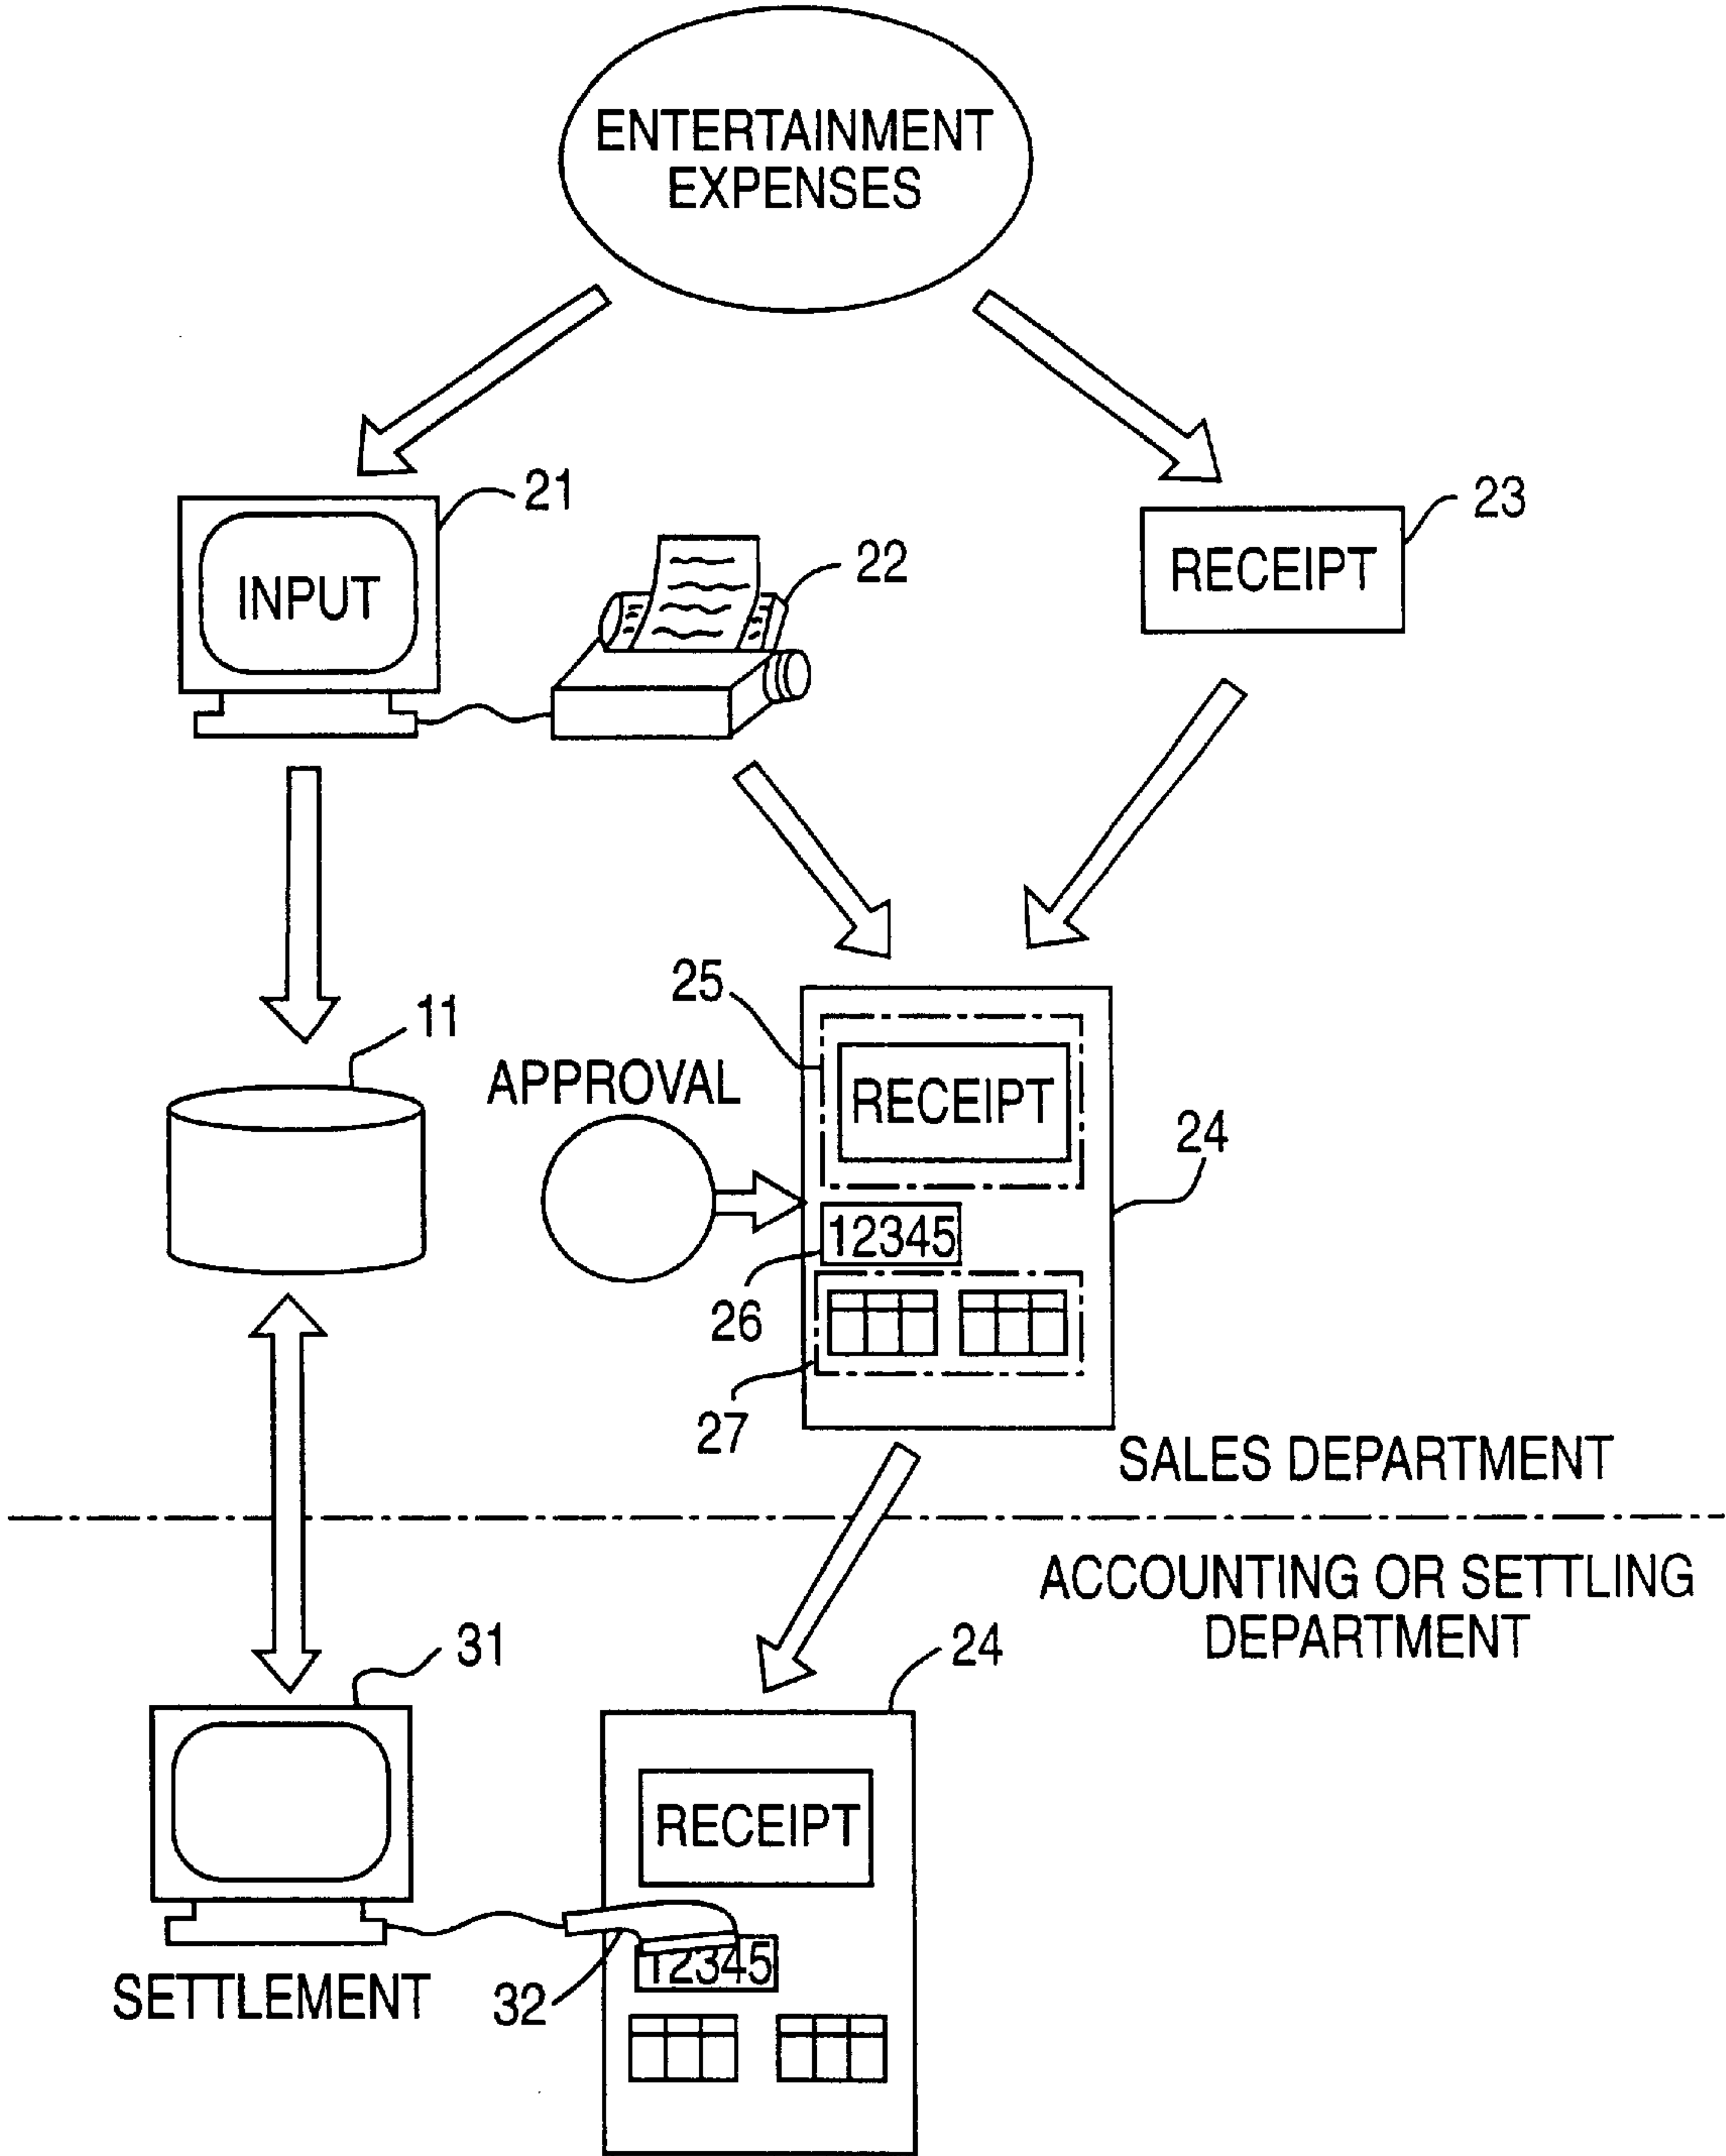 ENTERTAINMENT
EXPENSES
21
23
INPUT
22
RECEIPT
25
11
APPROVAL
RECEIPT
24
12345
26
27
SALES DEPARTMENT
ACCOUNTING OR SETTLING
DEPARTMENT
31
24
RECEIPT
12345
SETTLEMENT
32